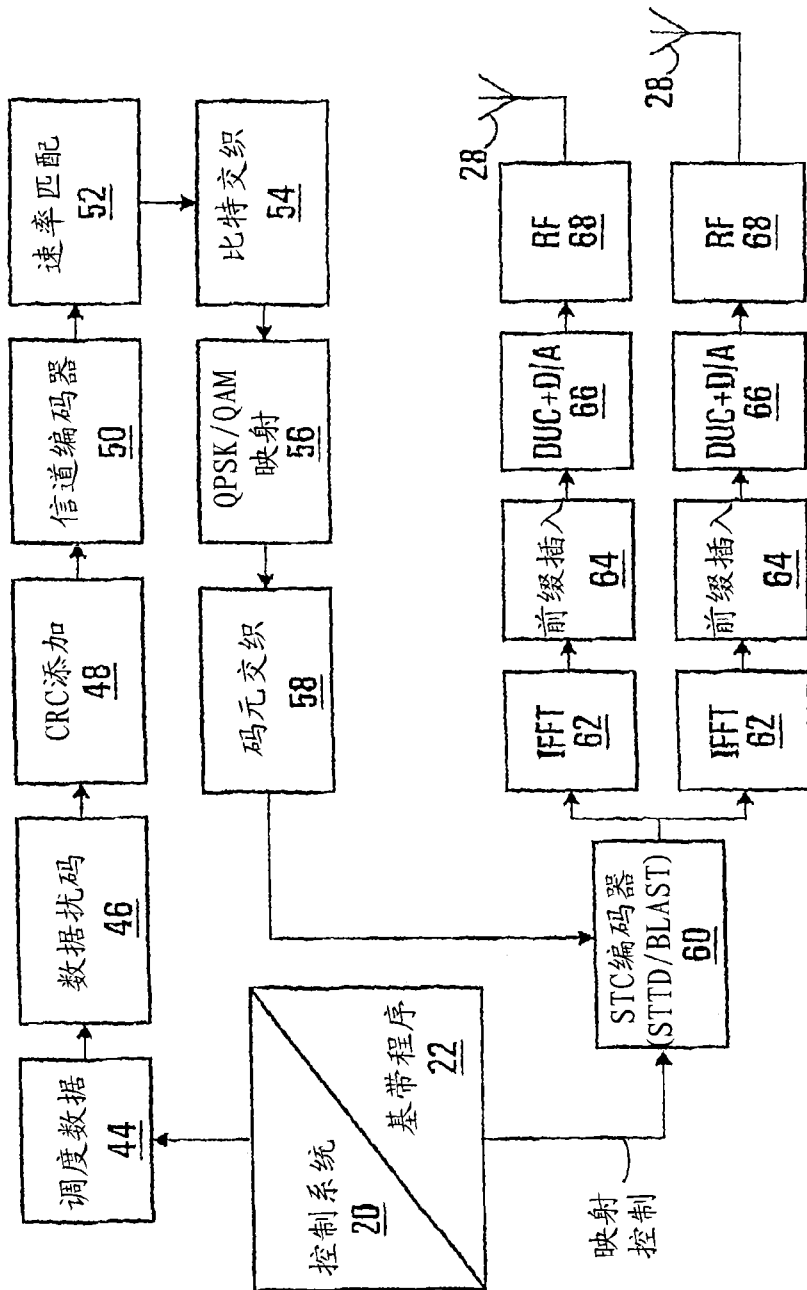 调度数据
44
数据扰码
46
CRC添加
48
信道编码器
50
速率匹配
52
比特交织
54
QPSK/QAM
映射
56
码元交织
58
控制系统
20
基带程序
22
映射
控制
STC编码器
(STTD/BLAST)
60
IFFT
62
前缀插入
64
DUC+D/A
66
RF
68
28
IFFT
62
前缀插入
64
DUC+D/A
66
RF
68
28